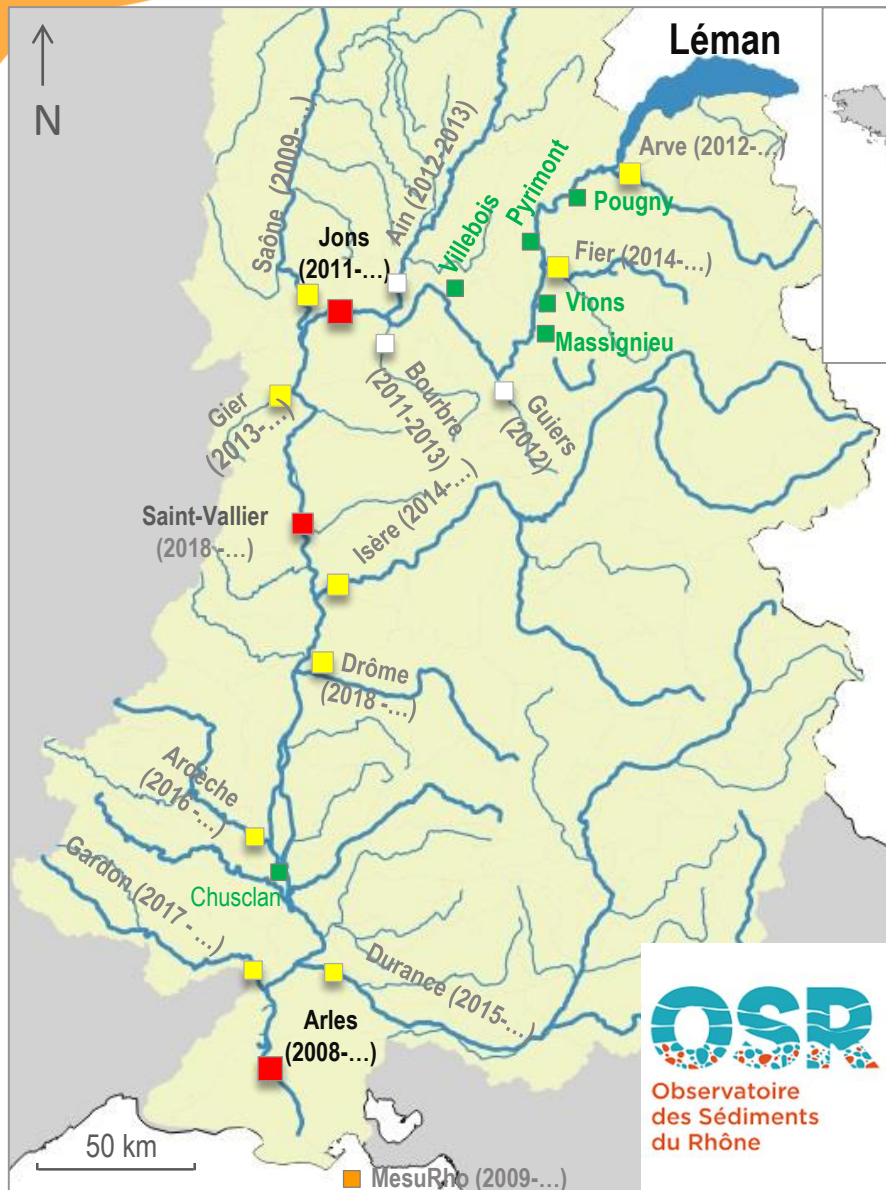 Léman
N
Saône (2009-…)
Ain (2012-2013)
Arve (2012-…)
Pyrimont
Pougny
Villebois
Jons
(2011-…)
Fier (2014-…)
Vions
Massignieu
Gier
(2013-…)
Bourbre
(2011-2013)
Guiers
(2012)
Saint-Vallier
(2018 -…)
Isère (2014-…)
Drôme
(2018 -…)
Ardèche
(2016 -…)
Chusclan
Gardon (2017 - …)
Durance (2015-…)
Arles
(2008-…)
OSR
Observatoire
des Sédiments
du Rhône
50 km
MesuRho (2009-…)